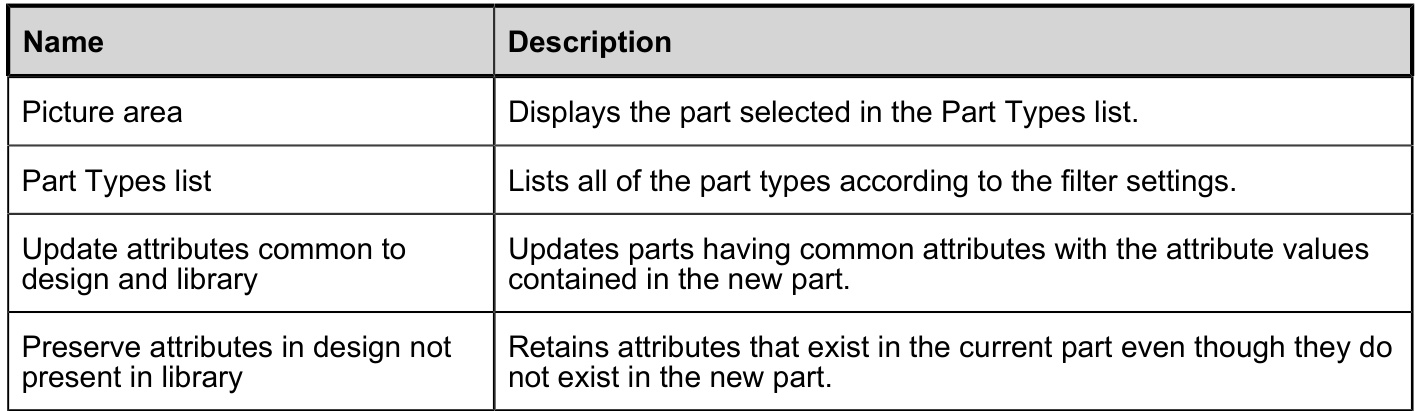 Name Description
Picture area Displays the part selected in the Part Types list.
Part Types list Lists all of the part types according to the filter settings.
Update attributes common to
design and library
Updates parts having common attributes with the attribute values
contained in the new part.
Preserve attributes in design not
present in library
Retains attributes that exist in the current part even though they do
not exist in the new part.